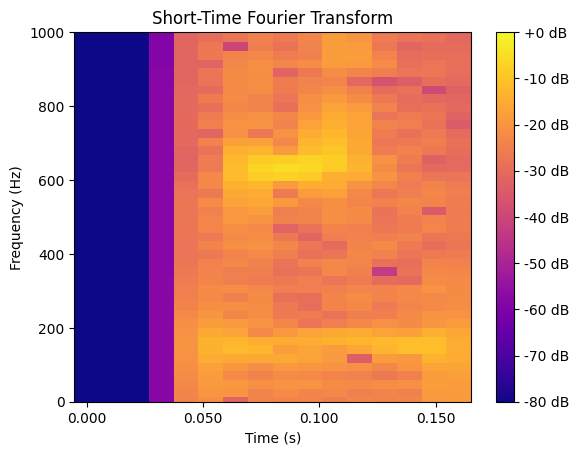 Short-Time Fourier Transform
1000
800
600
400
200
0
Frequency (Hz)
0.000
0.050
0.100
0.150
Time (s)
+0 dB
-10 dB
-20 dB
-30 dB
-40 dB
-50 dB
-60 dB
-70 dB
-80 dB